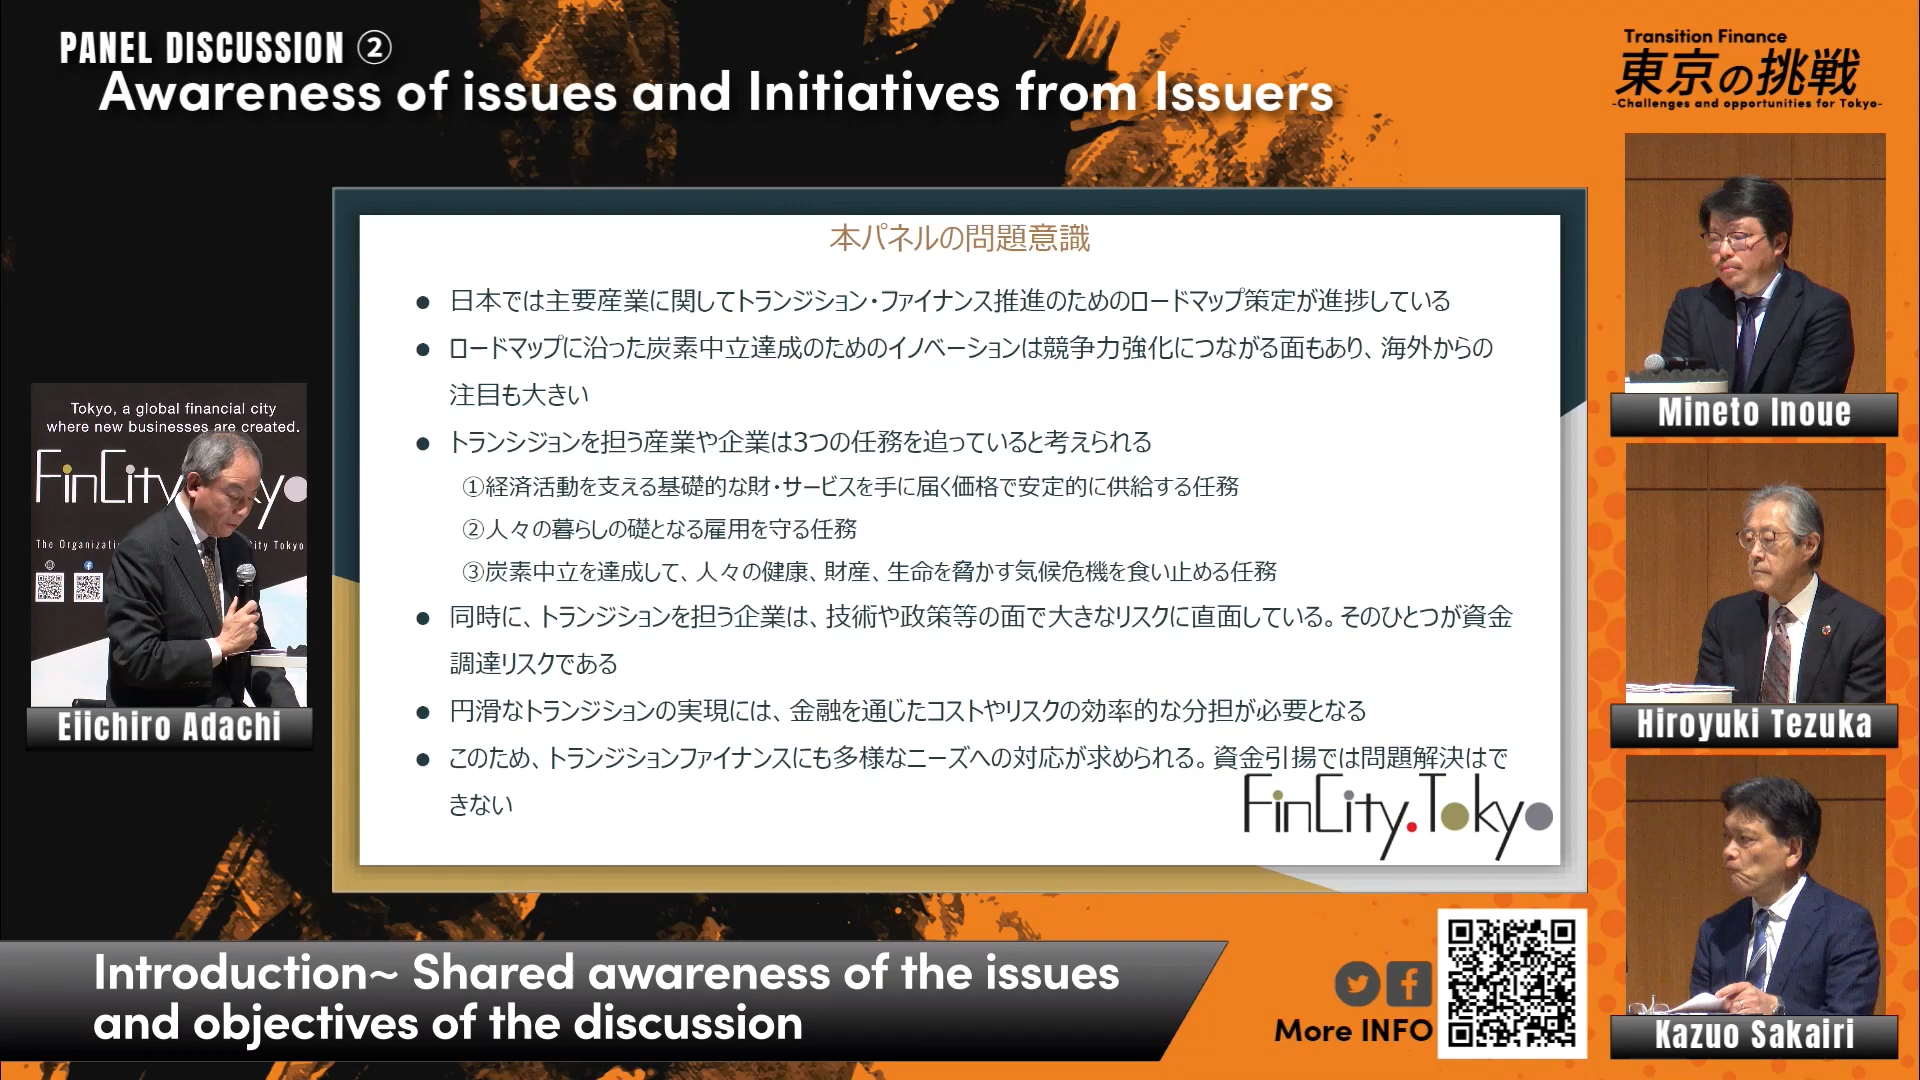 PANEL DISCUSSION ②
Awareness of issues and Initiatives from Issuers
Transition Finance
東京の挑戦
-Challenges and opportunities for Tokyo-
本パネルの問題意識
● 日本では主要産業に関してトランジション・ファイナンス推進のためのロードマップ策定が進捗している
● ロードマップに沿った炭素中立達成のためのイノベーションは競争力強化につながる面もあり、海外からの
注目も大きい
● トランシジョンを担う産業や企業は3つの任務を追っていると考えられる
①経済活動を支える基礎的な財・サービスを手に届く価格で安定的に供給する任務
②人々の暮らしの礎となる雇用を守る任務
③炭素中立を達成して、人々の健康、財産、生命を脅かす気候危機を食い止める任務
● 同時に、トランジションを担う企業は、技術や政策等の面で大きなリスクに直面している。そのひとつが資金
調達リスクである
● 円滑なトランジションの実現には、金融を通じたコストやリスクの効率的な分担が必要となる
● このため、トランジションファイナンスにも多様なニーズへの対応が求められる。資金引揚では問題解決はで
きない
FinCity.Tokyo
Tokyo, a global financial city
where new businesses are created.
FinCity
kyo
The Organizati
ity Tokyo
Eiichiro Adachi
Mineto Inoue
Hiroyuki Tezuka
Kazuo Sakairi
Introduction~ Shared awareness of the issues
and objectives of the discussion
More INFO